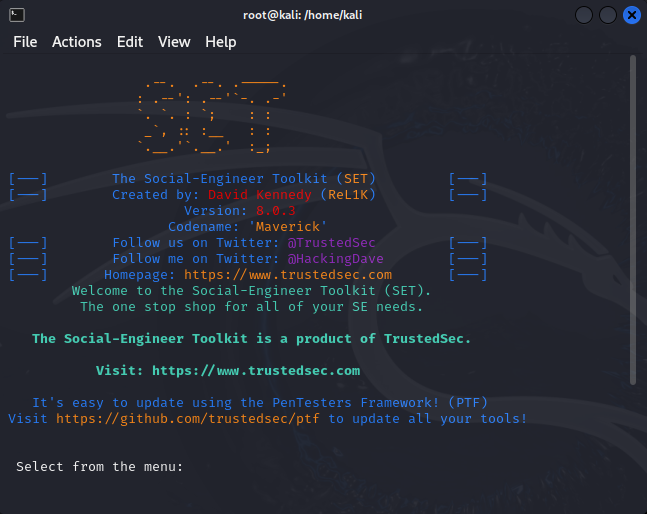 root@kali: /home/kali
File Actions Edit View Help
.--.  .--. .-----.
: .--': .--'`-. .-'
`. `. : `;    : :
_`, :: :__   : :
`.__.'`.__.'  :_;
[---]        The Social-Engineer Toolkit (SET)         [---]
[---]        Created by: David Kennedy (ReL1K)         [---]
Version: 8.0.3
Codename: 'Maverick'
[---]        Follow us on Twitter: @TrustedSec         [---]
[---]        Follow me on Twitter: @HackingDave        [---]
[---]       Homepage: https://www.trustedsec.com       [---]
Welcome to the Social-Engineer Toolkit (SET).
The one stop shop for all of your SE needs.
The Social-Engineer Toolkit is a product of TrustedSec.
Visit: https://www.trustedsec.com
It's easy to update using the PenTesters Framework! (PTF)
Visit https://github.com/trustedsec/ptf to update all your tools!
Select from the menu: